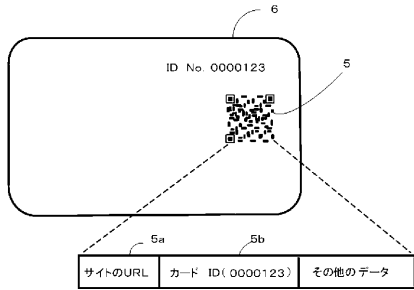 6
ID No. 0000123
5
5a
5b
サイトのURL
カード ID(0000123)
その他のデータ